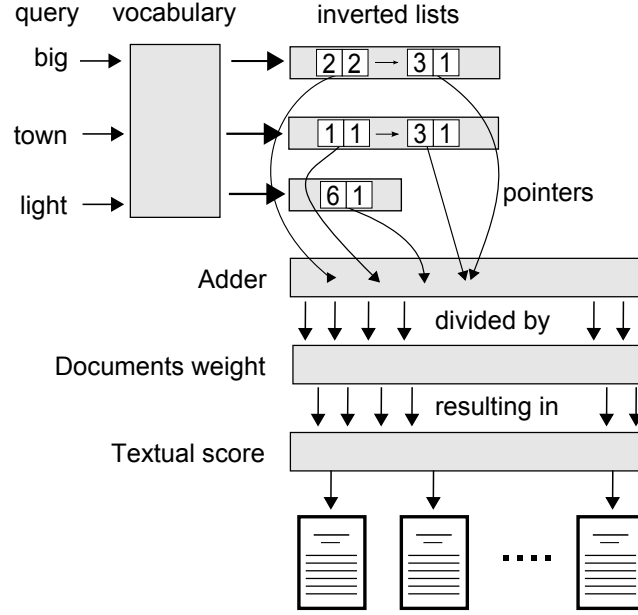 query vocabulary inverted lists
big 2 2 3 1
town 1 1 3 1
light 6 1
pointers
Adder
divided by
Documents weight
resulting in
Textual score